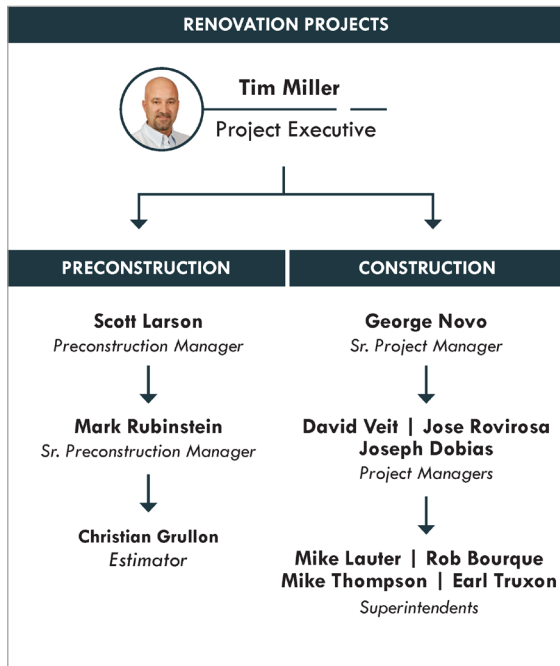 RENOVATION PROJECTS
Tim Miller
Project Executive
PRECONSTRUCTION
Scott Larson
Preconstruction Manager
Mark Rubinstein
Sr. Preconstruction Manager
Christian Grullon
Estimator
CONSTRUCTION
George Novo
Sr. Project Manager
David Veit | Jose Rovirosa
Joseph Dobias
Project Managers
Mike Lauter | Rob Bourque
Mike Thompson | Earl Truxon
Superintendents